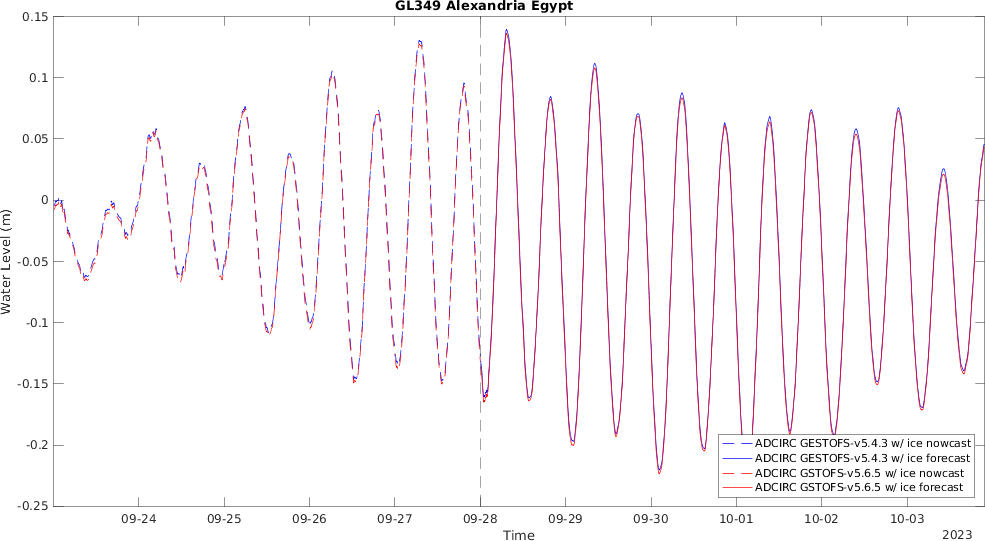 GL349 Alexandria Egypt
0.15
0.1
0.05
0
-0.05
-0.1
-0.15
-0.2
-0.25
Water Level (m)
ADCIRC GESTOFS-v5.4.3 w/ ice nowcast
ADCIRC GESTOFS-v5.4.3 w/ ice forecast
ADCIRC GSTOFS-v5.6.5 w/ ice nowcast
ADCIRC GSTOFS-v5.6.5 w/ ice forecast
09-24 09-25 09-26 09-27 09-28 09-29 09-30 10-01 10-02 10-03
Time
2023